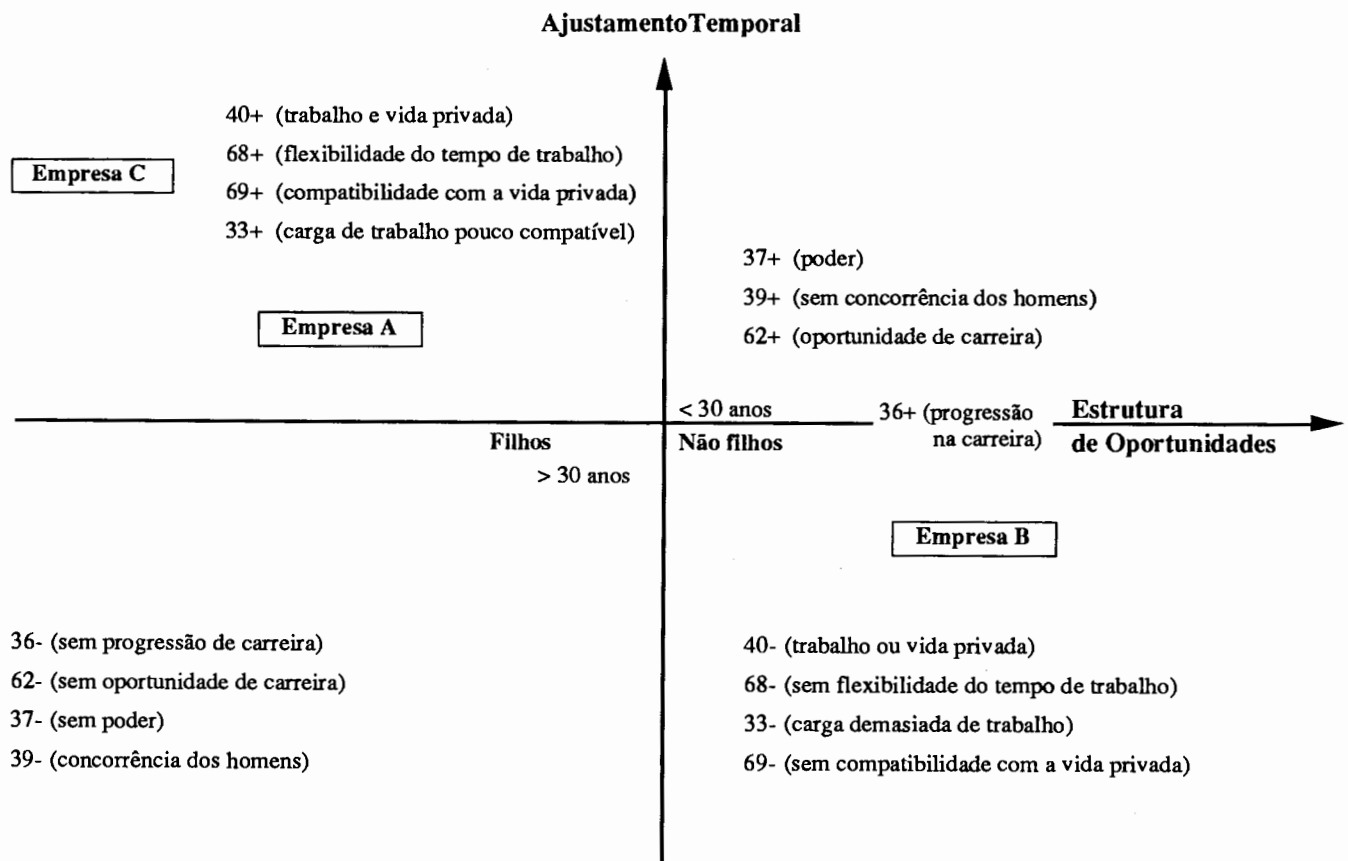 AjustamentoTemporal
40+ (trabalho e vida privada)
68+ (flexibilidade do tempo de trabalho)
Empresa C
69+ (compatibilidade com a vida privada)
33+ (carga de trabalho pouco compatível)
37+ (poder)
39+ (sem concorrência dos homens)
Empresa A
62+ (oportunidade de carreira)
< 30 anos
36+ (progressão
na carreira)
Estrutura
de Oportunidades
Filhos
Não filhos
> 30 anos
Empresa B
36- (sem progressão de carreira)
62- (sem oportunidade de carreira)
37- (sem poder)
39- (concorrência dos homens)
40- (trabalho ou vida privada)
68- (sem flexibilidade do tempo de trabalho)
33- (carga demasiada de trabalho)
69- (sem compatibilidade com a vida privada)